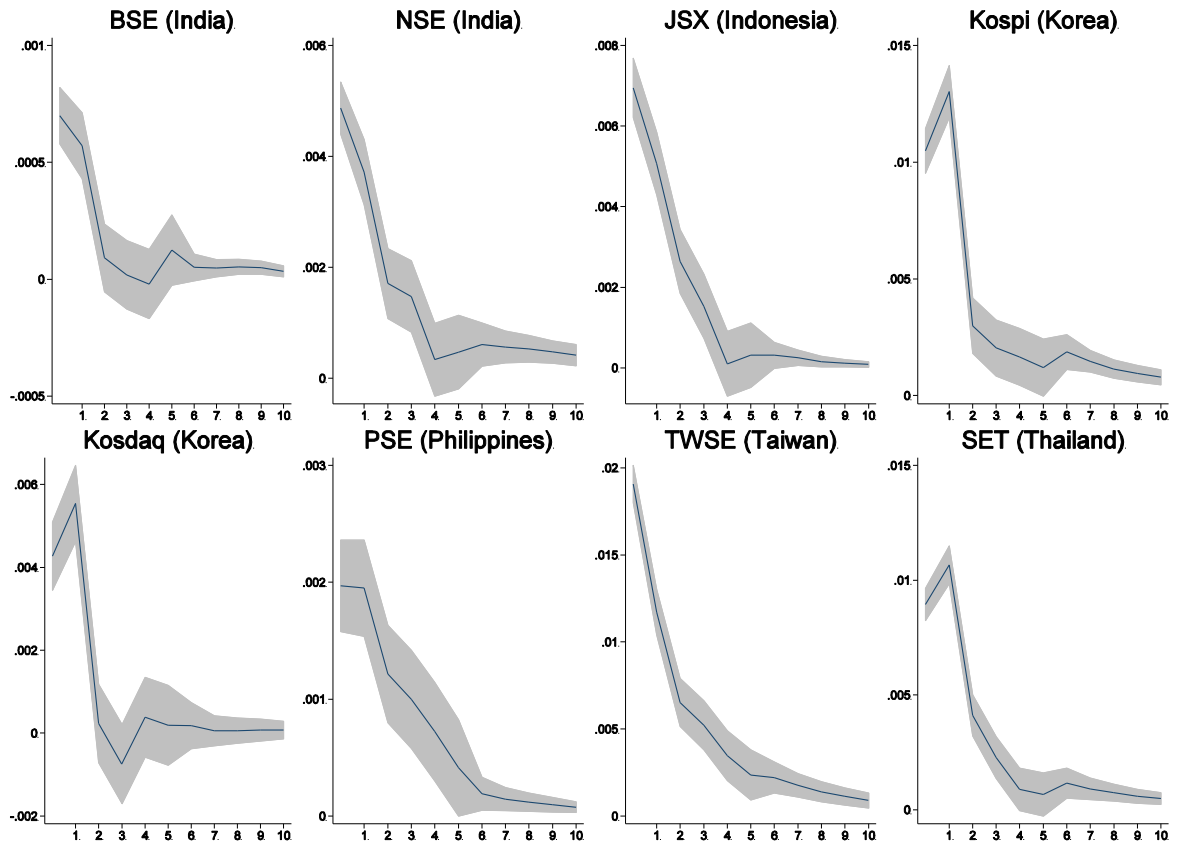 BSE (India)
NSE (India)
JSX (Indonesia)
Kospi (Korea)
.001
.0005
0
-.0005
1. 2. 3. 4. 5. 6. 7. 8. 9. 10.
.006
.004
.002
0
1. 2. 3. 4. 5. 6. 7. 8. 9. 10.
.008
.006
.004
.002
0
1. 2. 3. 4. 5. 6. 7. 8. 9. 10.
.015
.01
.005
0
1. 2. 3. 4. 5. 6. 7. 8. 9. 10.
Kosdaq (Korea)
PSE (Philippines)
TWSE (Taiwan)
SET (Thailand)
.006
.004
.002
0
-.002
1. 2. 3. 4. 5. 6. 7. 8. 9. 10.
.003
.002
.001
0
1. 2. 3. 4. 5. 6. 7. 8. 9. 10.
.02
.015
.01
.005
0
1. 2. 3. 4. 5. 6. 7. 8. 9. 10.
.015
.01
.005
0
1. 2. 3. 4. 5. 6. 7. 8. 9. 10.